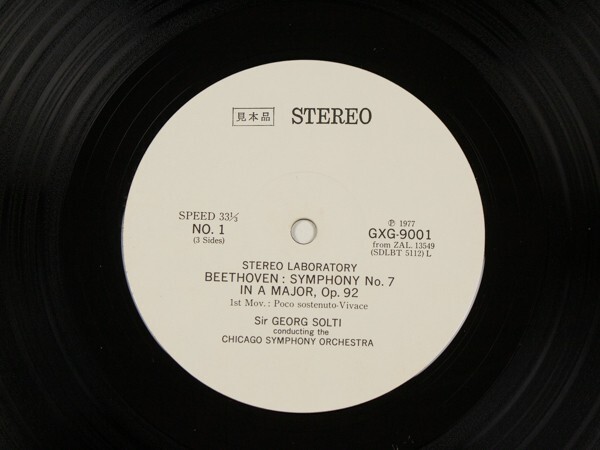 見本品 STEREO
SPEED 33⅓
NO. 1
(3 Sides)
℗ 1977
GXG-9001
from ZAL. 13549
(SDLBT 5112) L
STEREO LABORATORY
BEETHOVEN : SYMPHONY No. 7
IN A MAJOR, Op. 92
1st Mov. : Poco sostenuto-Vivace
Sir GEORG SOLTI
conducting the
CHICAGO SYMPHONY ORCHESTRA